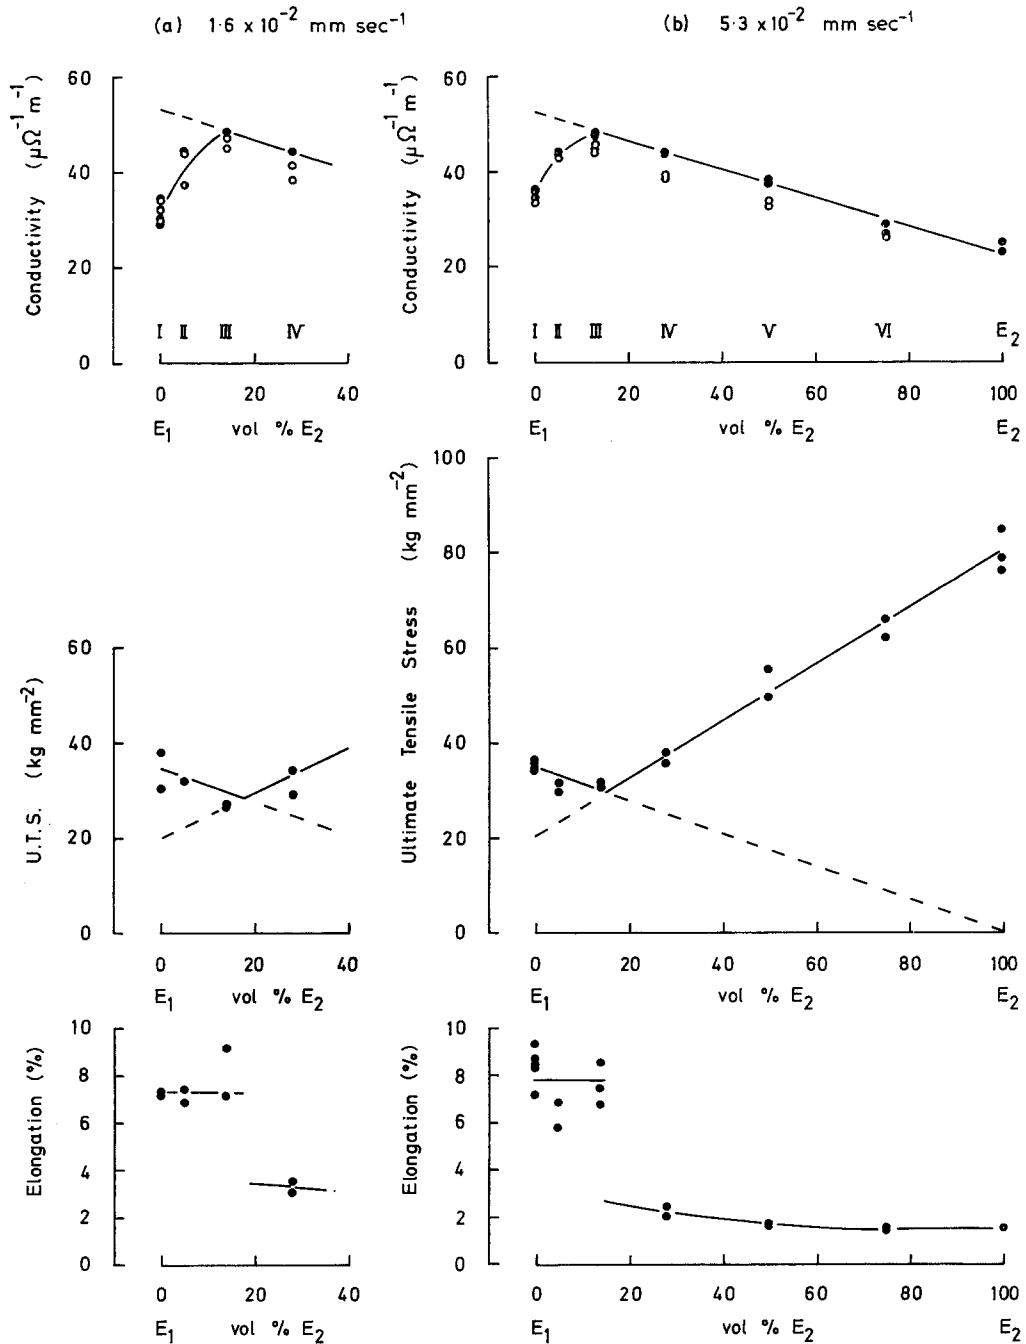 (a) 1·6 x 10⁻² mm sec⁻¹
(b) 5·3 x 10⁻² mm sec⁻¹
Conductivity (μΩ⁻¹ m⁻¹)
60
40
20
0
I II III IV
0 20 40
E₁ vol % E₂
Conductivity (μΩ⁻¹ m⁻¹)
60
40
20
0
I II III IV V VI E₂
0 20 40 60 80 100
E₁ vol % E₂ E₂
U.T.S. (kg mm⁻²)
60
40
20
0
0 20 40
E₁ vol % E₂
Ultimate Tensile Stress (kg mm⁻²)
100
80
60
40
20
0
0 20 40 60 80 100
E₁ vol % E₂ E₂
Elongation (%)
10
8
6
4
2
0
0 20 40
E₁ vol % E₂
Elongation (%)
10
8
6
4
2
0
0 20 40 60 80 100
E₁ vol % E₂ E₂